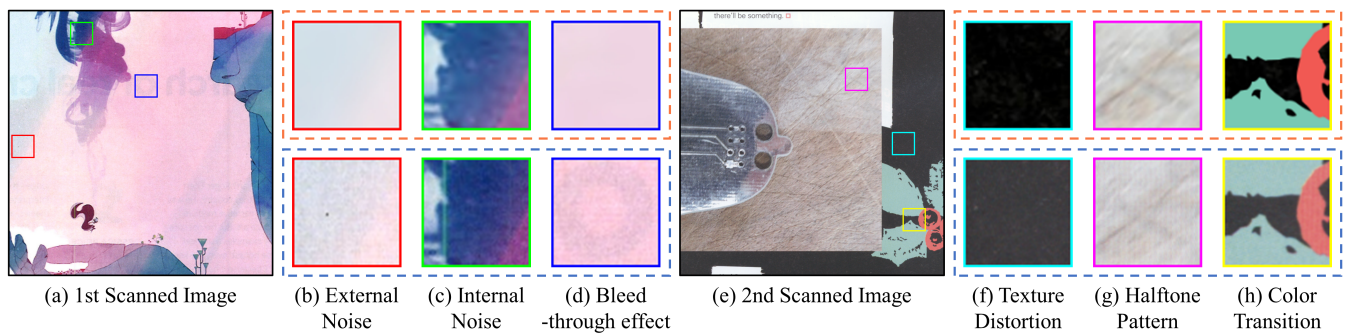 there'll be something.
(a) 1st Scanned Image
(b) External
Noise
(c) Internal
Noise
(d) Bleed
-through effect
(e) 2nd Scanned Image
(f) Texture
Distortion
(g) Halftone
Pattern
(h) Color
Transition